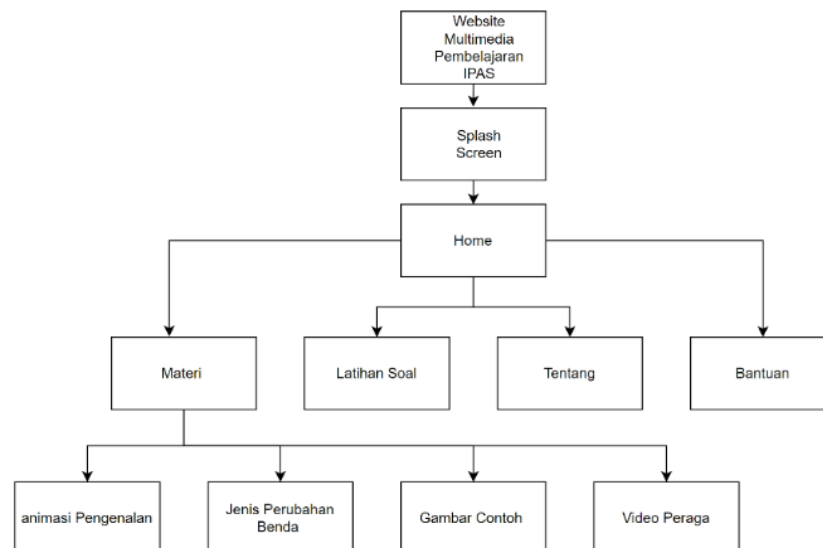 Website
Multimedia
Pembelajaran
IPAS
Splash
Screen
Home
Materi
Latihan Soal
Tentang
Bantuan
animasi Pengenalan
Jenis Perubahan
Benda
Gambar Contoh
Video Peraga